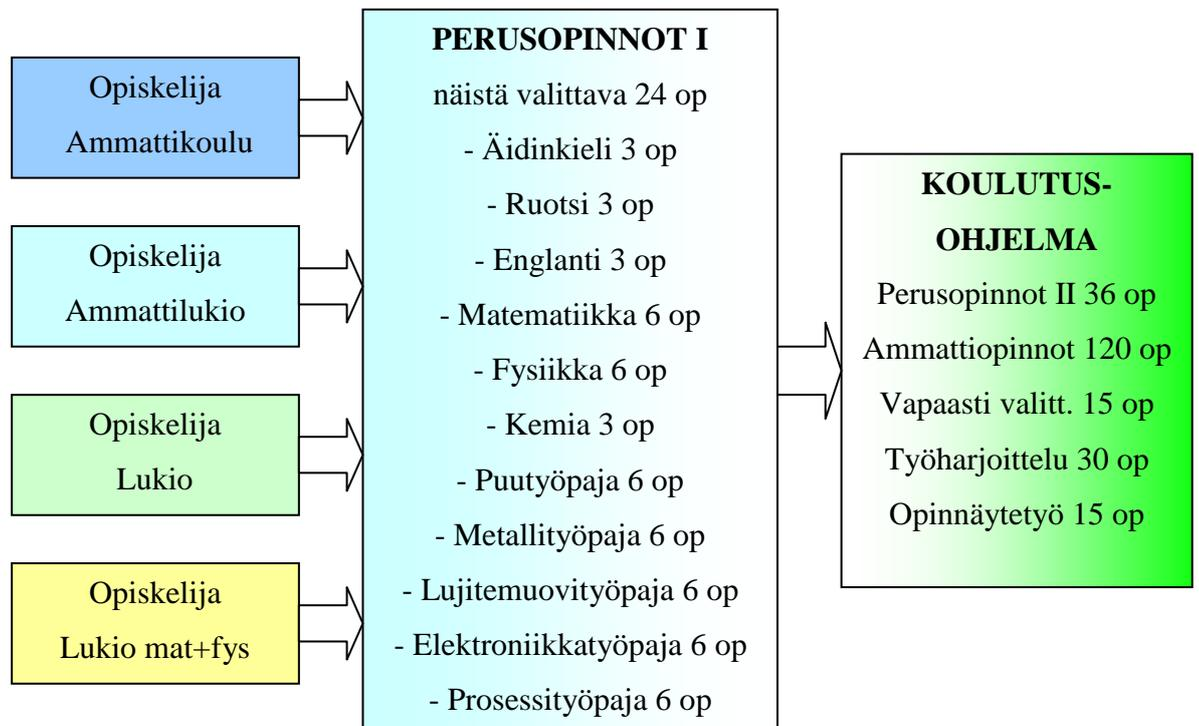 Opiskelija
Ammattikoulu
Opiskelija
Ammattilukio
Opiskelija
Lukio
Opiskelija
Lukio mat+fys
PERUSOPINNOT I
näistä valittava 24 op
- Äidinkieli 3 op
- Ruotsi 3 op
- Englanti 3 op
- Matematiikka 6 op
- Fysiikka 6 op
- Kemia 3 op
- Puutyöpaja 6 op
- Metallityöpaja 6 op
- Lujitemuovityöpaja 6 op
- Elektroniikkatyöpaja 6 op
- Prosessityöpaja 6 op
KOULUTUS-
OHJELMA
Perusopinnot II 36 op
Ammattiopinnot 120 op
Vapaasti valitt. 15 op
Työharjoittelu 30 op
Opinnäytetyö 15 op